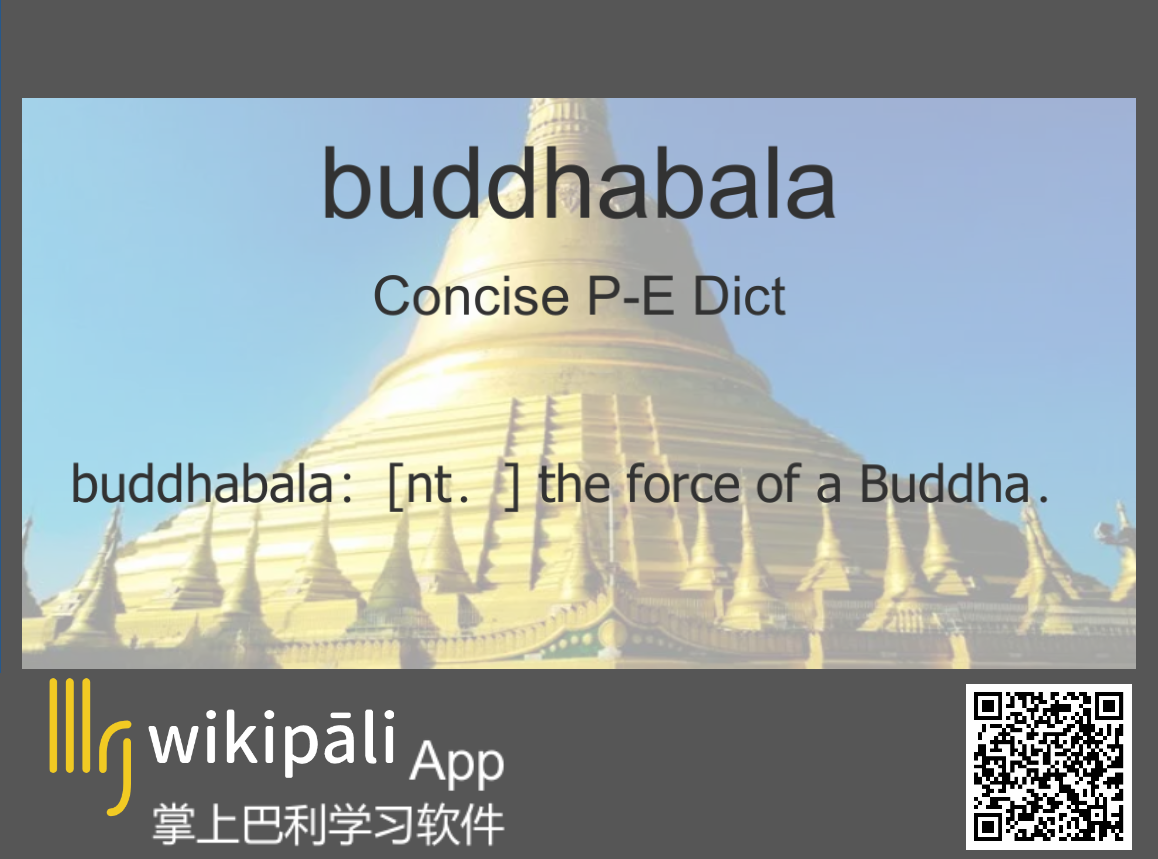 buddhabala
Concise P-E Dict
buddhabala：[nt．] the force of a Buddha．
wikipāli App
掌上巴利学习软件